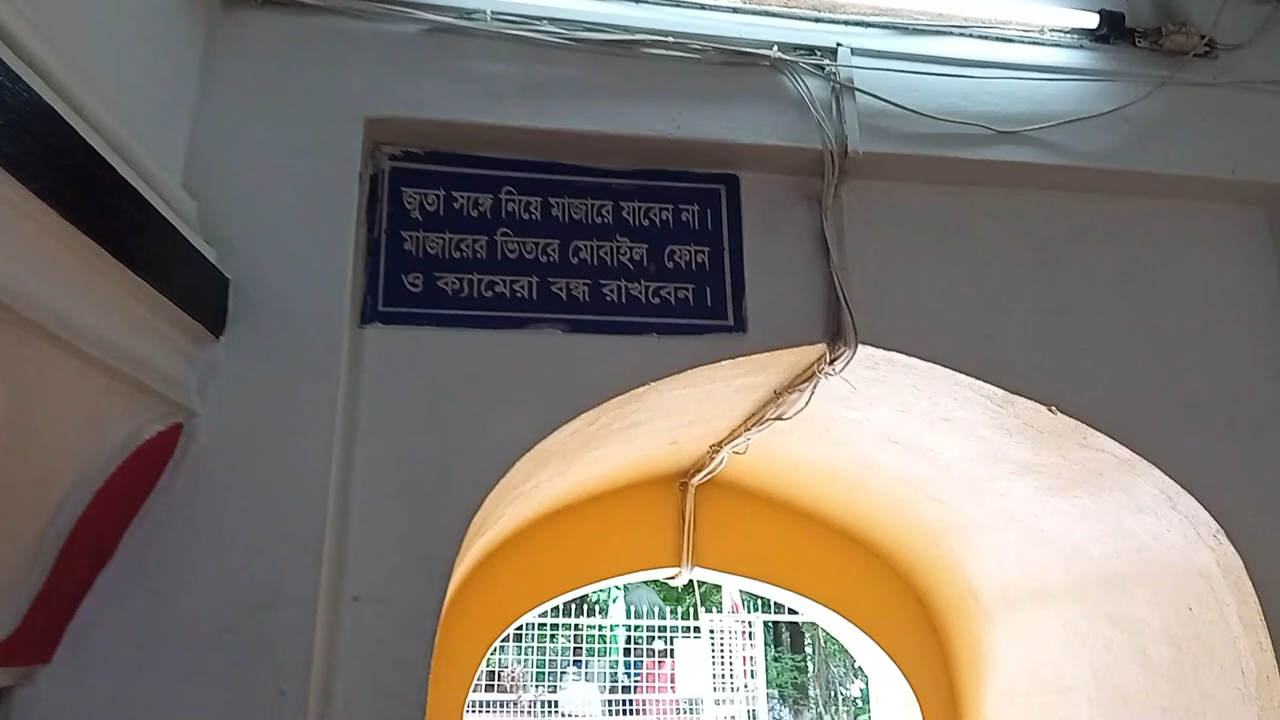 জুতা সঙ্গে নিয়ে মাজারে যাবেন না।
মাজারের ভিতরে মোবাইল ফোন
ও ক্যামেরা বন্ধ রাখবেন।